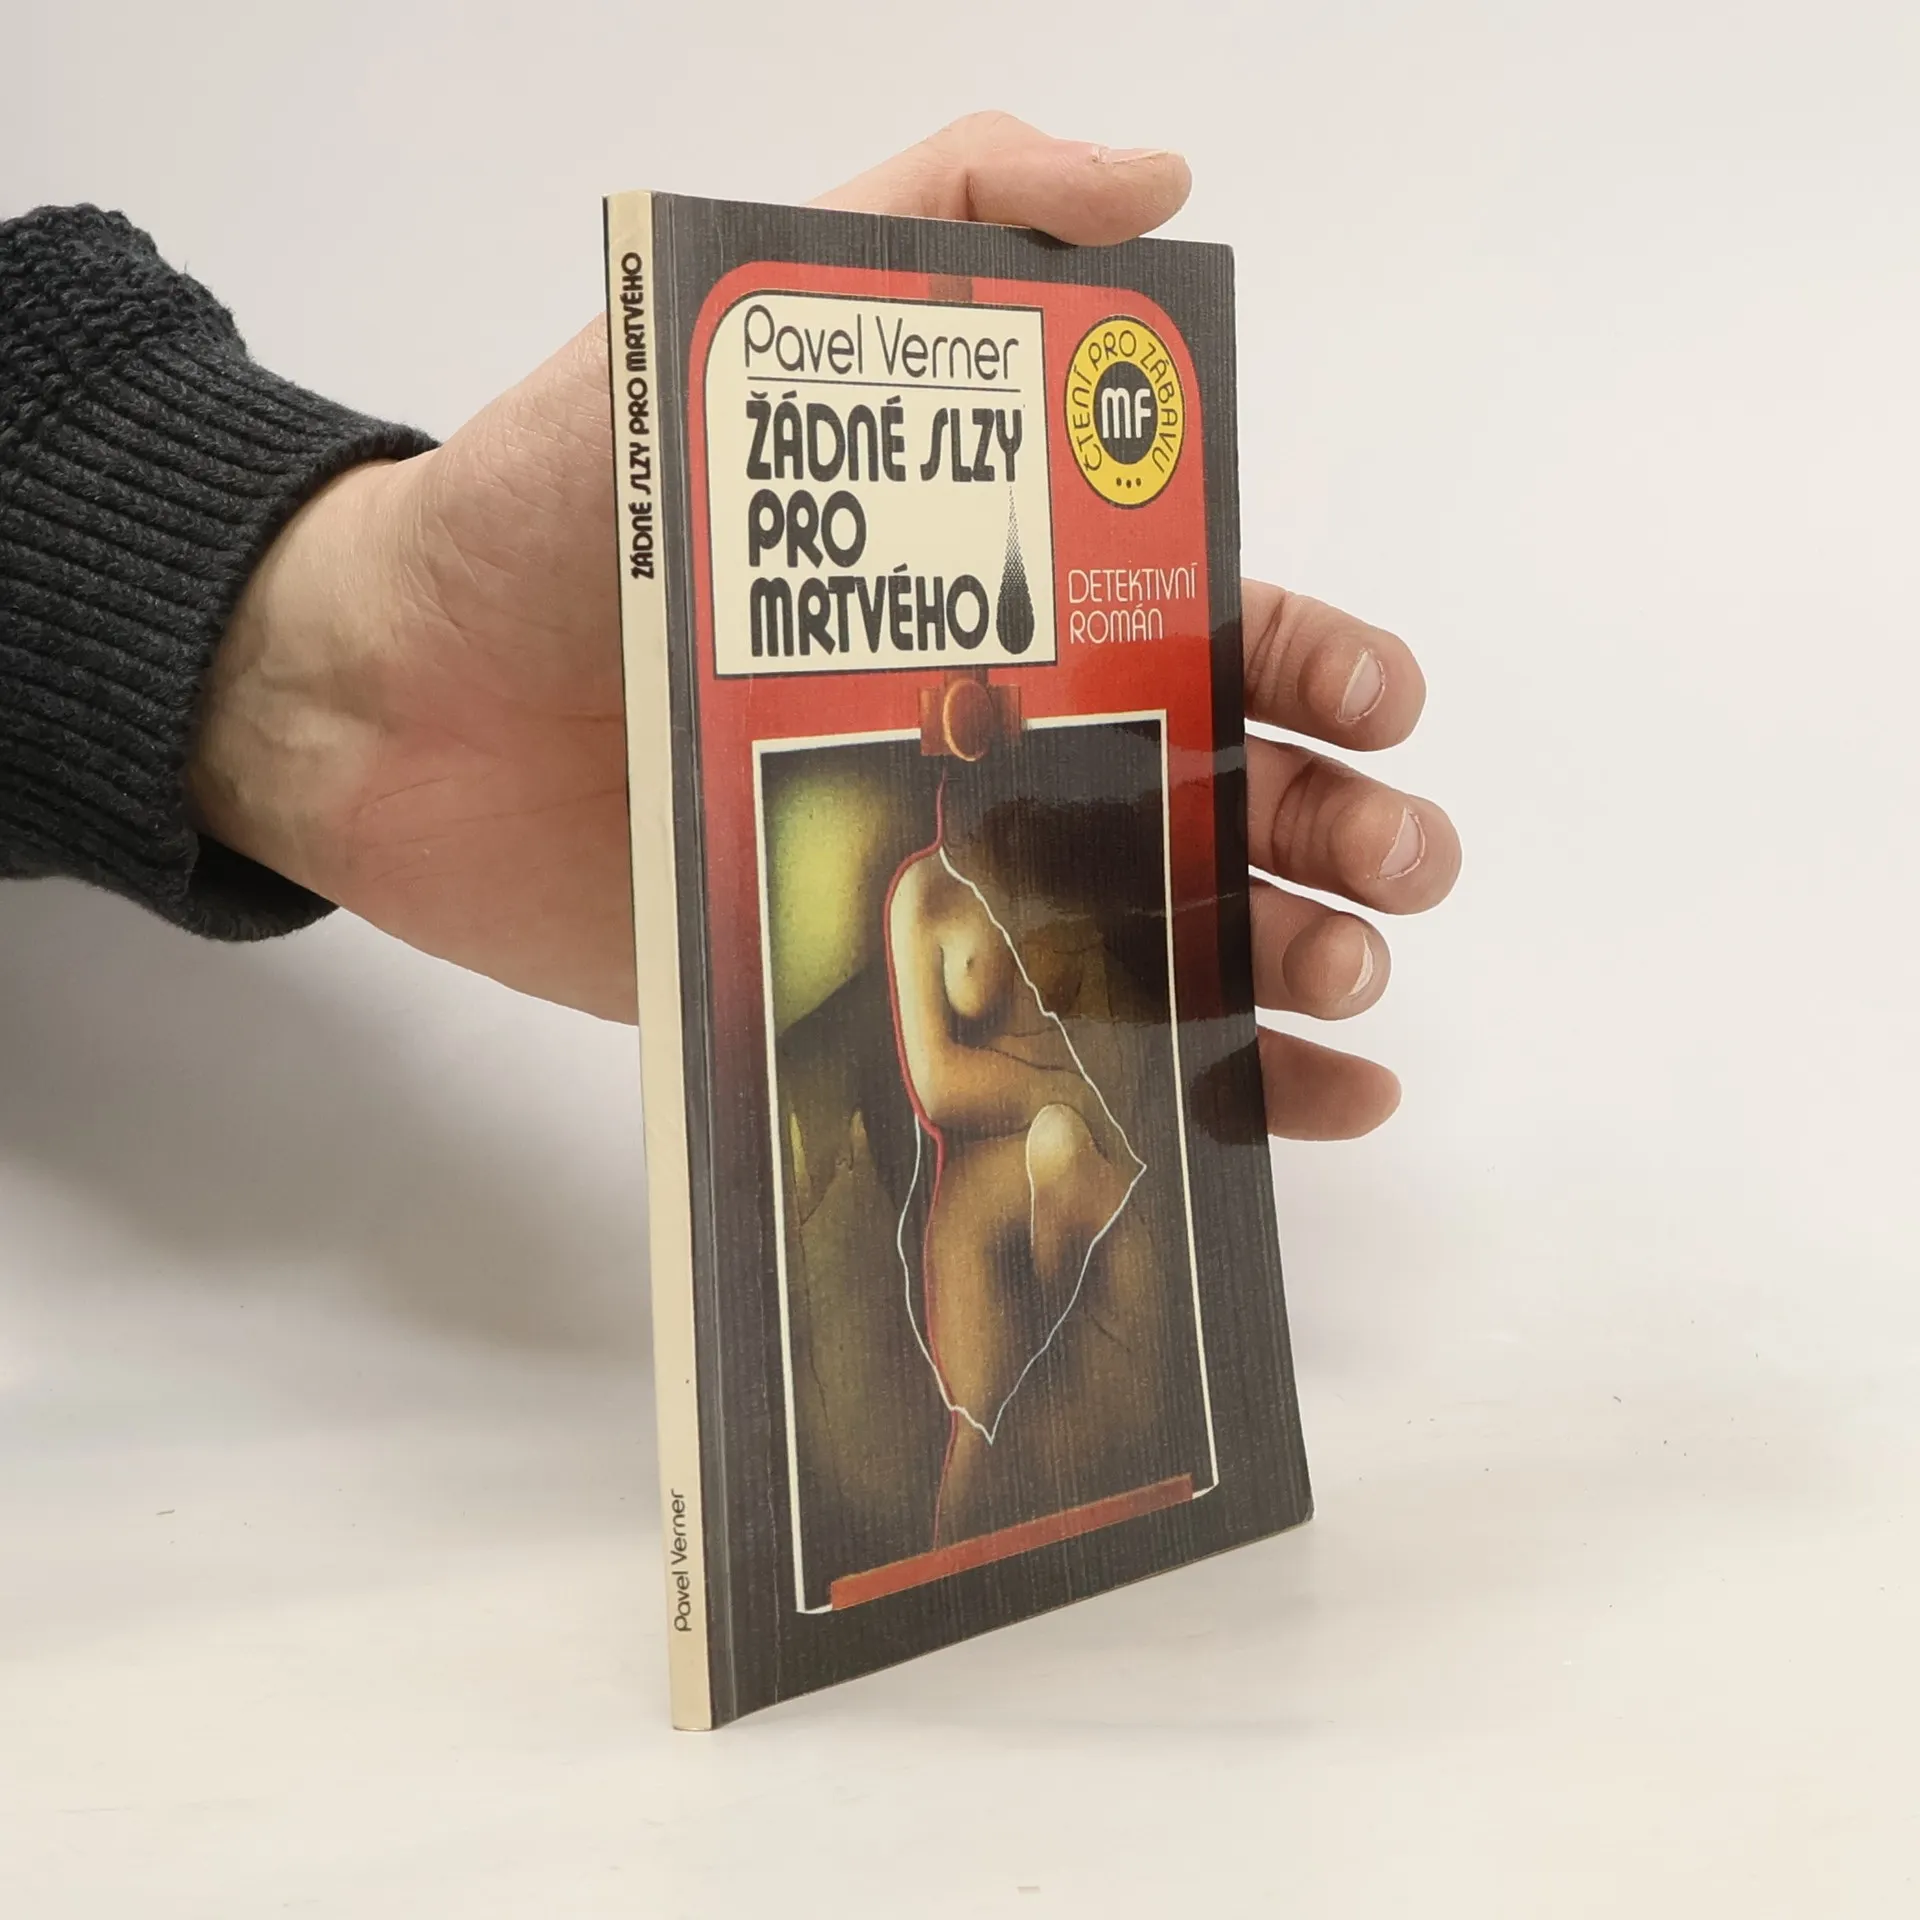 Pavel Verner
ŽÁDNÉ SLZY
PRO
MRTVÉHO
ČTENÍ PRO ZÁBAVU
MF
DETEKTIVNÍ
ROMÁN
ŽÁDNÉ SLZY PRO MRTVÉHO
Pavel Verner